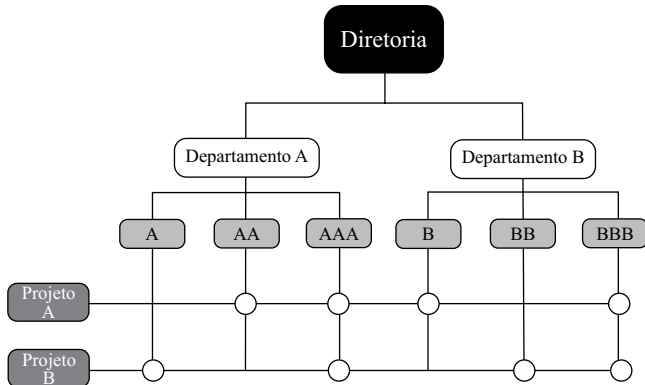 Diretoria
Departamento A
Departamento B
A
AA
AAA
B
BB
BBB
Projeto
A
Projeto
B